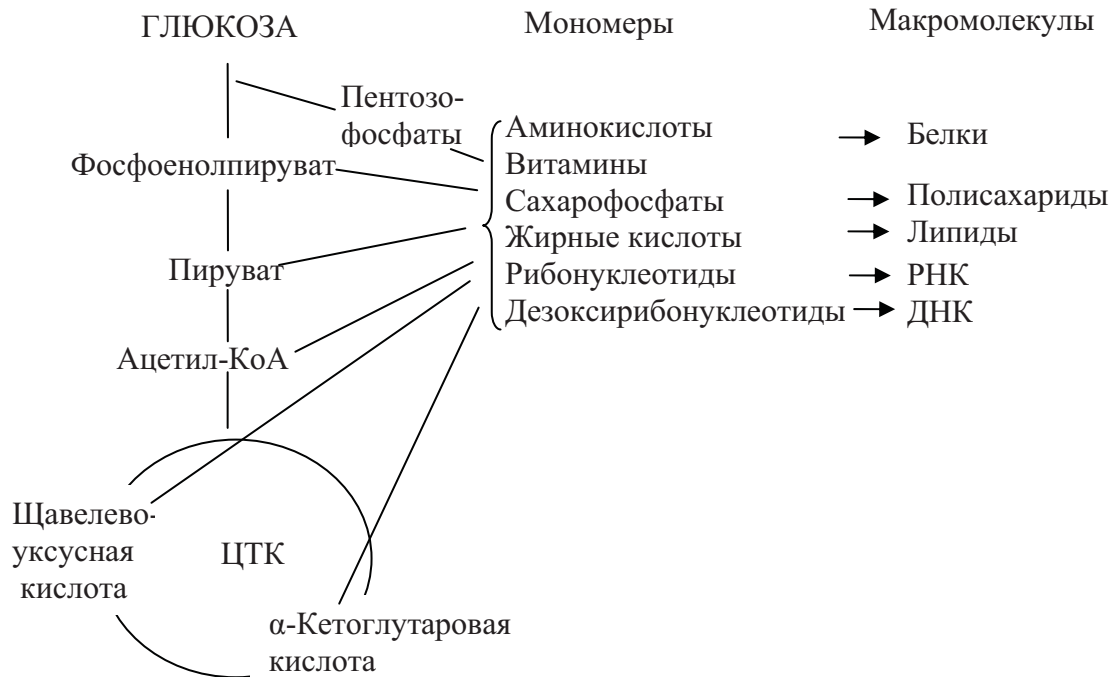 ГЛЮКОЗА
Мономеры
Макромолекулы
Пентозо-
фосфаты
Фосфоенолпируват
Пируват
Ацетил-КоА
Щавелево-
уксусная
кислота
ЦТК
α-Кетоглутаровая
кислота
Аминокислоты
Витамины
Сахарофосфаты
Жирные кислоты
Рибонуклеотиды
Дезоксирибонуклеотиды
Белки
Полисахариды
Липиды
РНК
ДНК